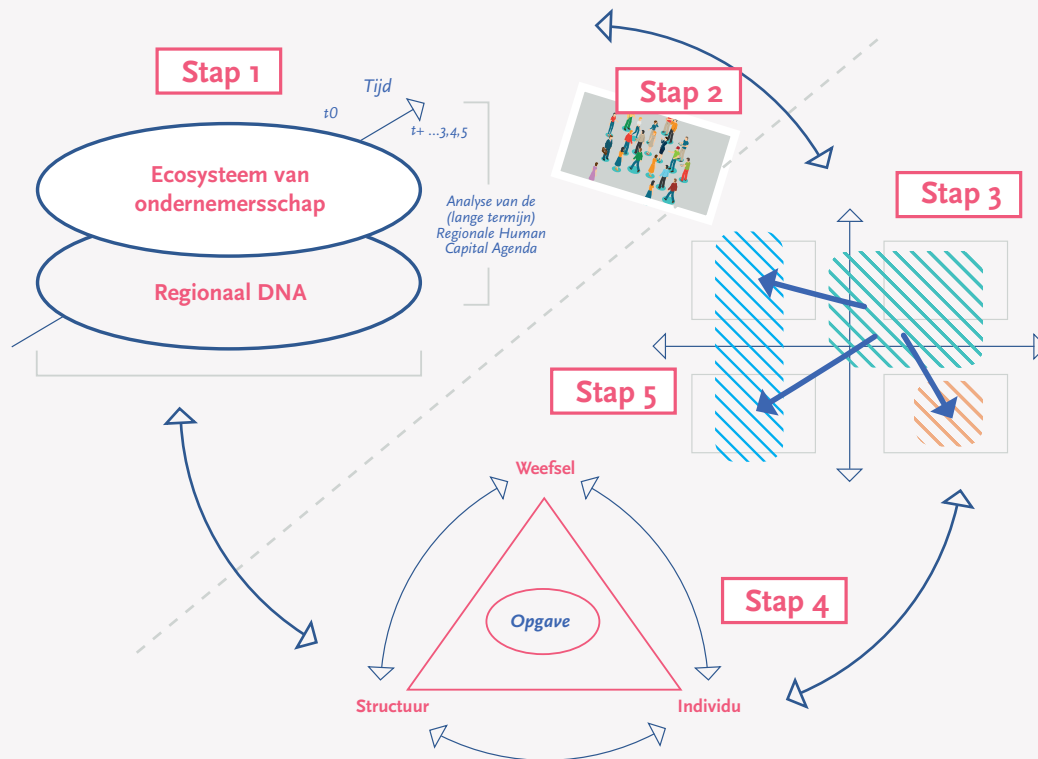 Stap 1
Tijd
t0
t+ ...3,4,5
Ecosysteem van
ondernemersschap
Regionaal DNA
Analyse van de
(lange termijn)
Regionale Human
Capital Agenda
Stap 2
Stap 3
Stap 5
Weefsel
Opgave
Stap 4
Structuur
Individu